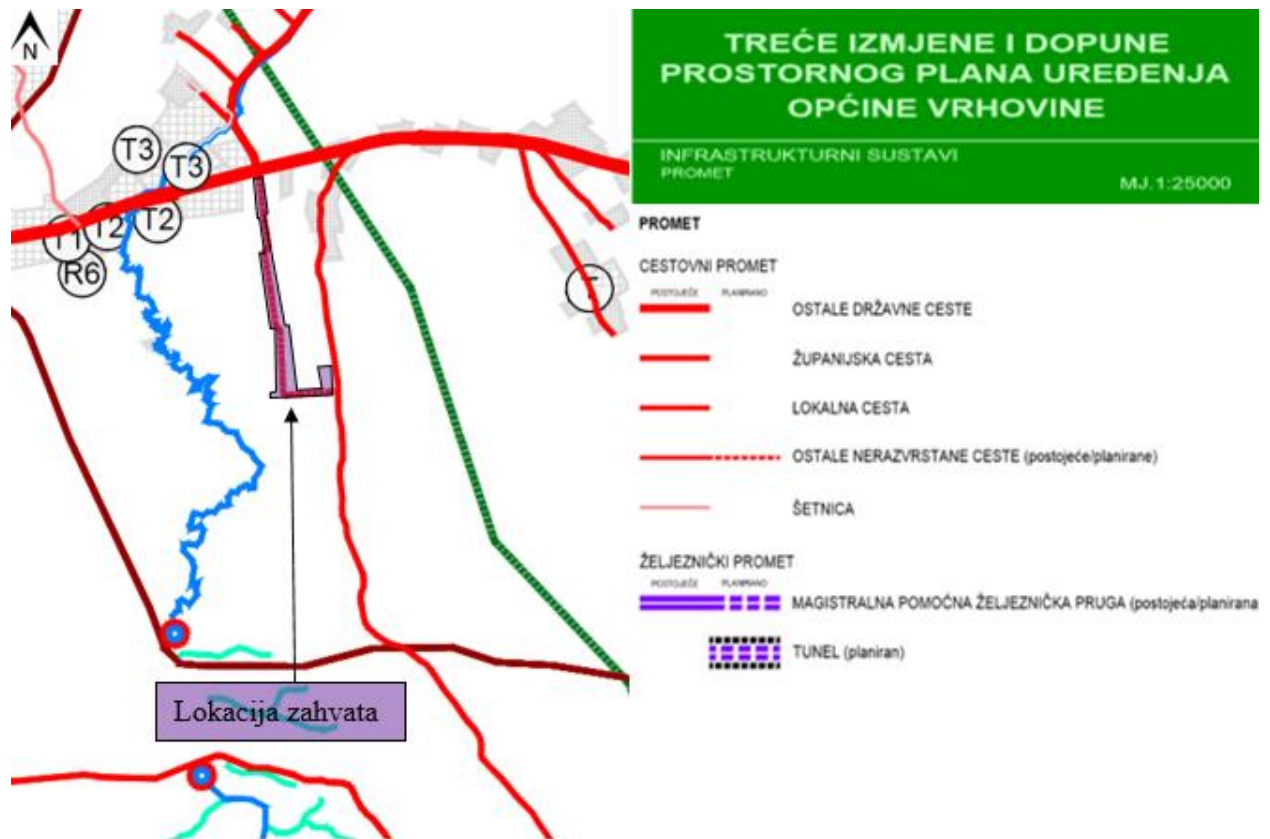 N
T3
T3
T2
T2
T1
R6
T
Lokacija zahvata
TREĆE IZMJENE I DOPUNE
PROSTORNOG PLANA UREĐENJA
OPĆINE VRHOVINE
INFRASTRUKTURNI SUSTAVI
PROMET
MJ.1:25000
PROMET
CESTOVNI PROMET
POSTOJEĆE PLANIRANO
OSTALE DRŽAVNE CESTE
ŽUPANIJSKA CESTA
LOKALNA CESTA
OSTALE NERAZVRSTANE CESTE (postojeće/planirane)
ŠETNICA
ŽELJEZNIČKI PROMET
POSTOJEĆE PLANIRANO
MAGISTRALNA POMOĆNA ŽELJEZNIČKA PRUGA (postojeća/planirana
TUNEL (planiran)